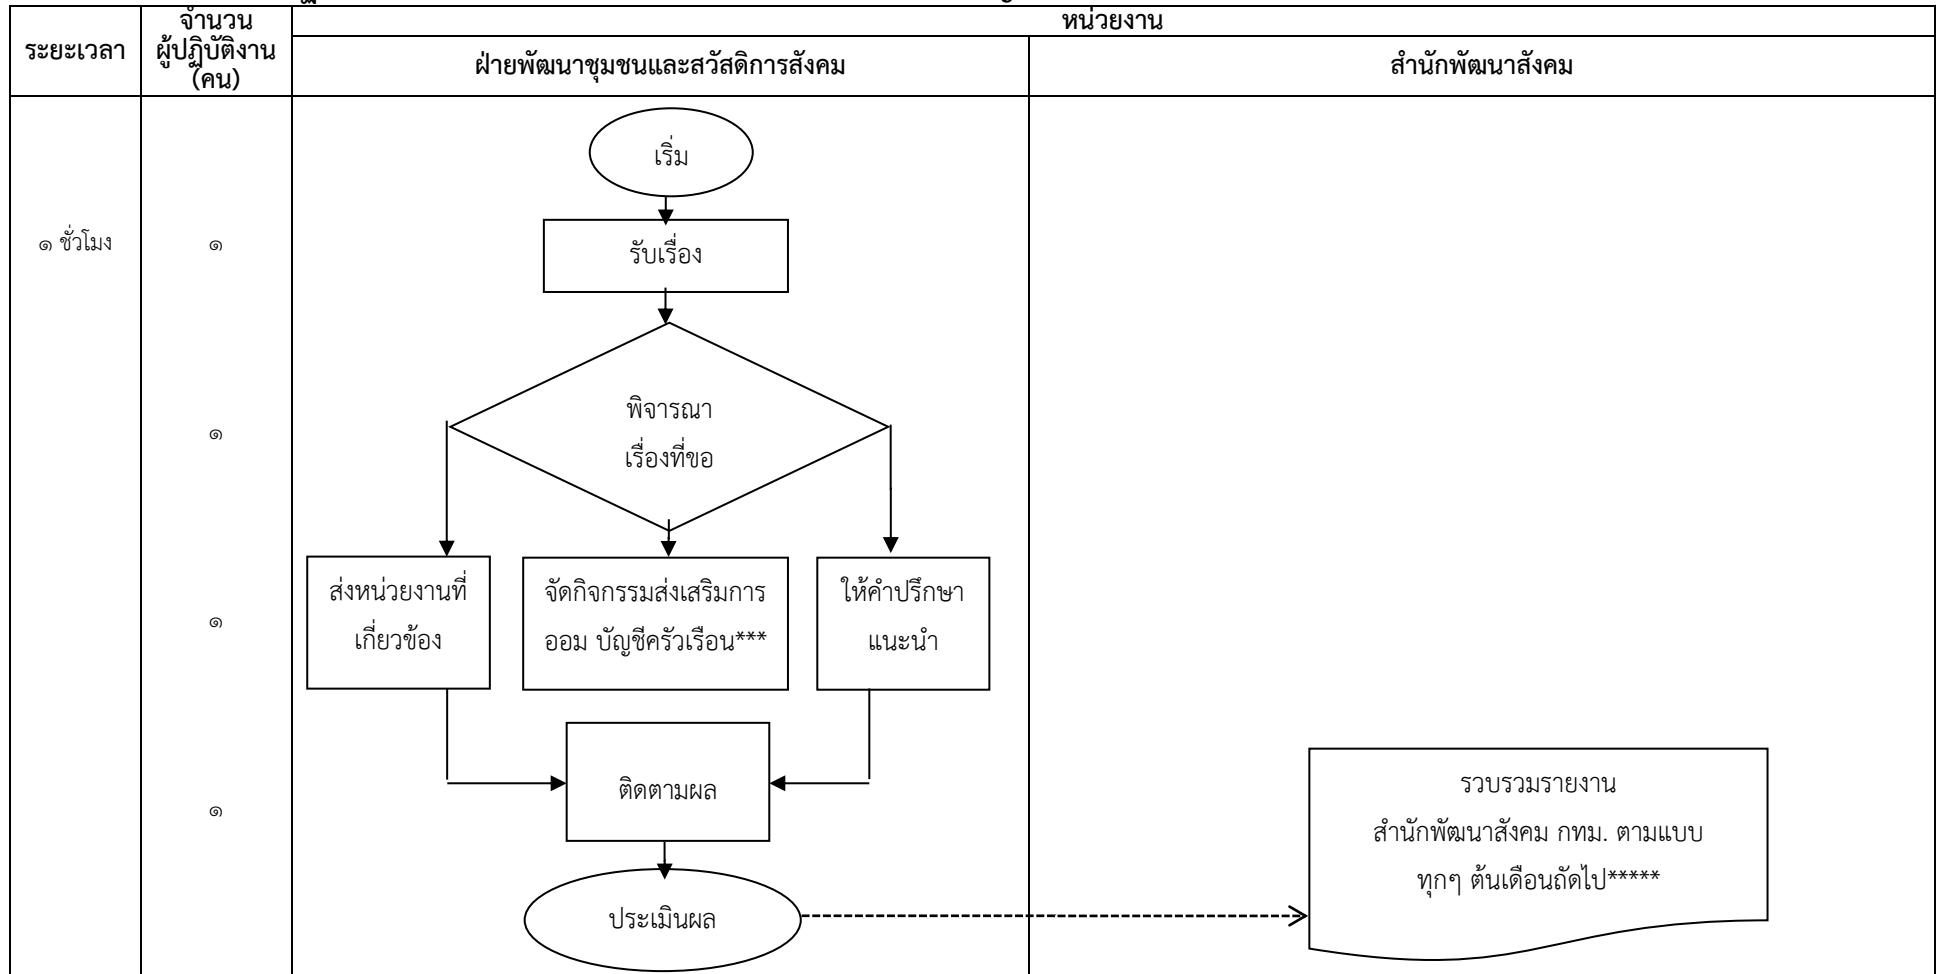 ระยะเวลา
จำนวน
ผู้ปฏิบัติงาน
(คน)
หน่วยงาน
ฝ่ายพัฒนาชุมชนและสวัสดิการสังคม
สำนักพัฒนาสังคม
เริ่ม
๑ ชั่วโมง
๑
รับเรื่อง
๑
พิจารณา
เรื่องที่ขอ
๑
ส่งหน่วยงานที่
เกี่ยวข้อง
จัดกิจกรรมส่งเสริมการ
ออม บัญชีครัวเรือน***
ให้คำปรึกษา
แนะนำ
๑
ติดตามผล
รวบรวมรายงาน
สำนักพัฒนาสังคม กทม. ตามแบบ
ทุกๆ ต้นเดือนถัดไป*****
ประเมินผล